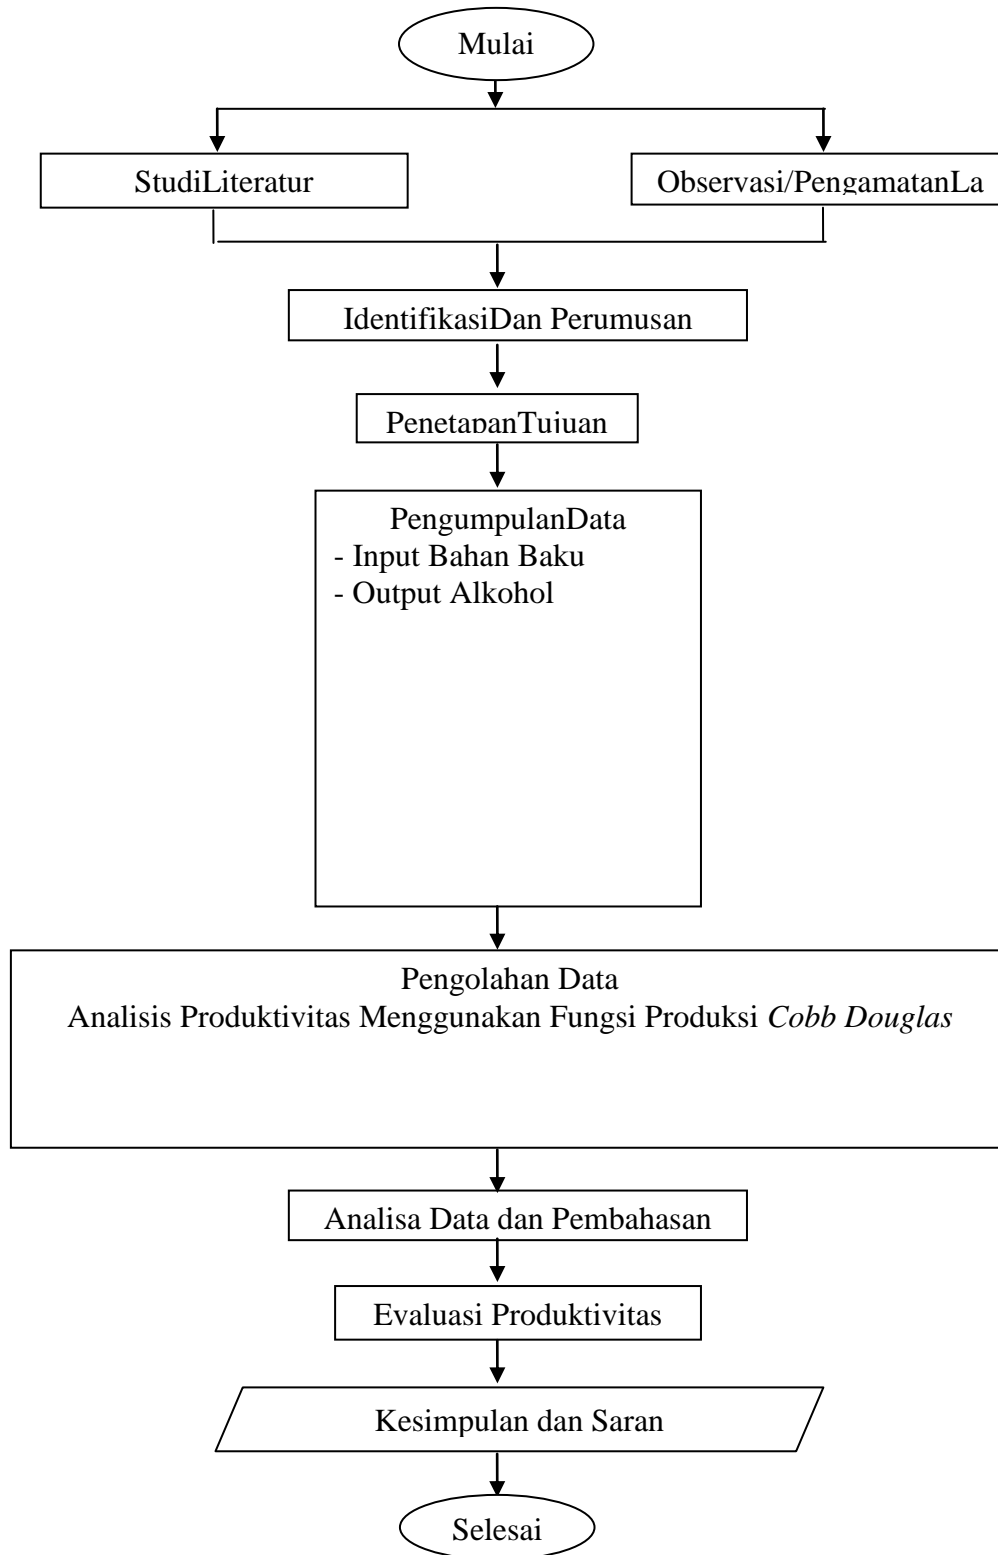 Mulai
StudiLiteratur
Observasi/PengamatanLa
IdentifikasiDan Perumusan
PenetapanTujuan
PengumpulanData
- Input Bahan Baku
- Output Alkohol
Pengolahan Data
Analisis Produktivitas Menggunakan Fungsi Produksi Cobb Douglas
Analisa Data dan Pembahasan
Evaluasi Produktivitas
Kesimpulan dan Saran
Selesai